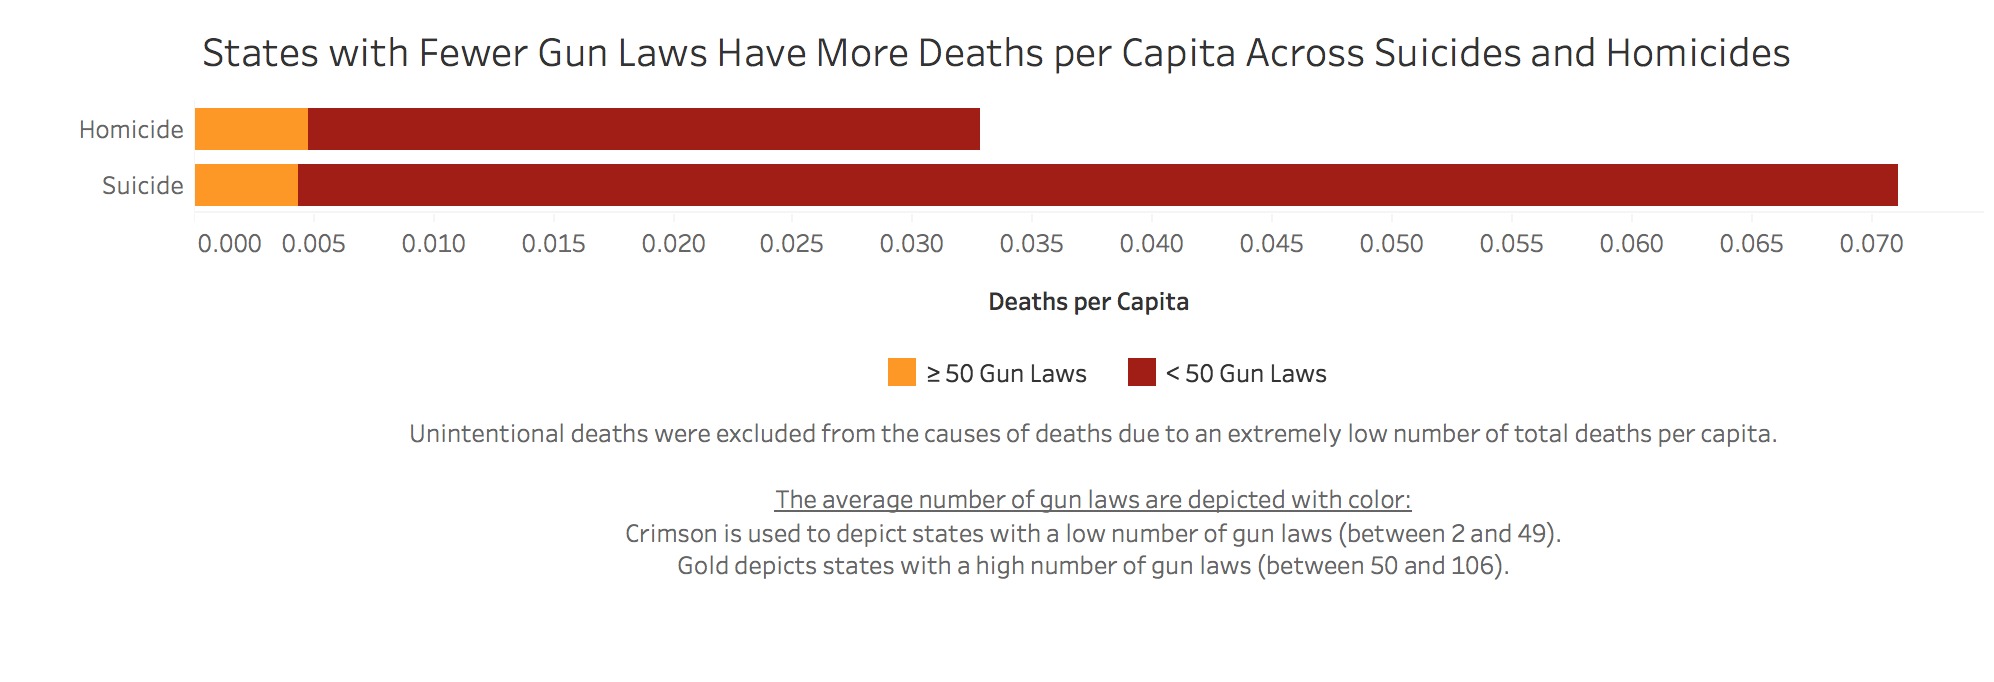 States with Fewer Gun Laws Have More Deaths per Capita Across Suicides and Homicides
Homicide
Suicide
0.000 0.005 0.010 0.015 0.020 0.025 0.030 0.035 0.040 0.045 0.050 0.055 0.060 0.065 0.070
Deaths per Capita
≥ 50 Gun Laws < 50 Gun Laws
Unintentional deaths were excluded from the causes of deaths due to an extremely low number of total deaths per capita.
The average number of gun laws are depicted with color:
Crimson is used to depict states with a low number of gun laws (between 2 and 49).
Gold depicts states with a high number of gun laws (between 50 and 106).